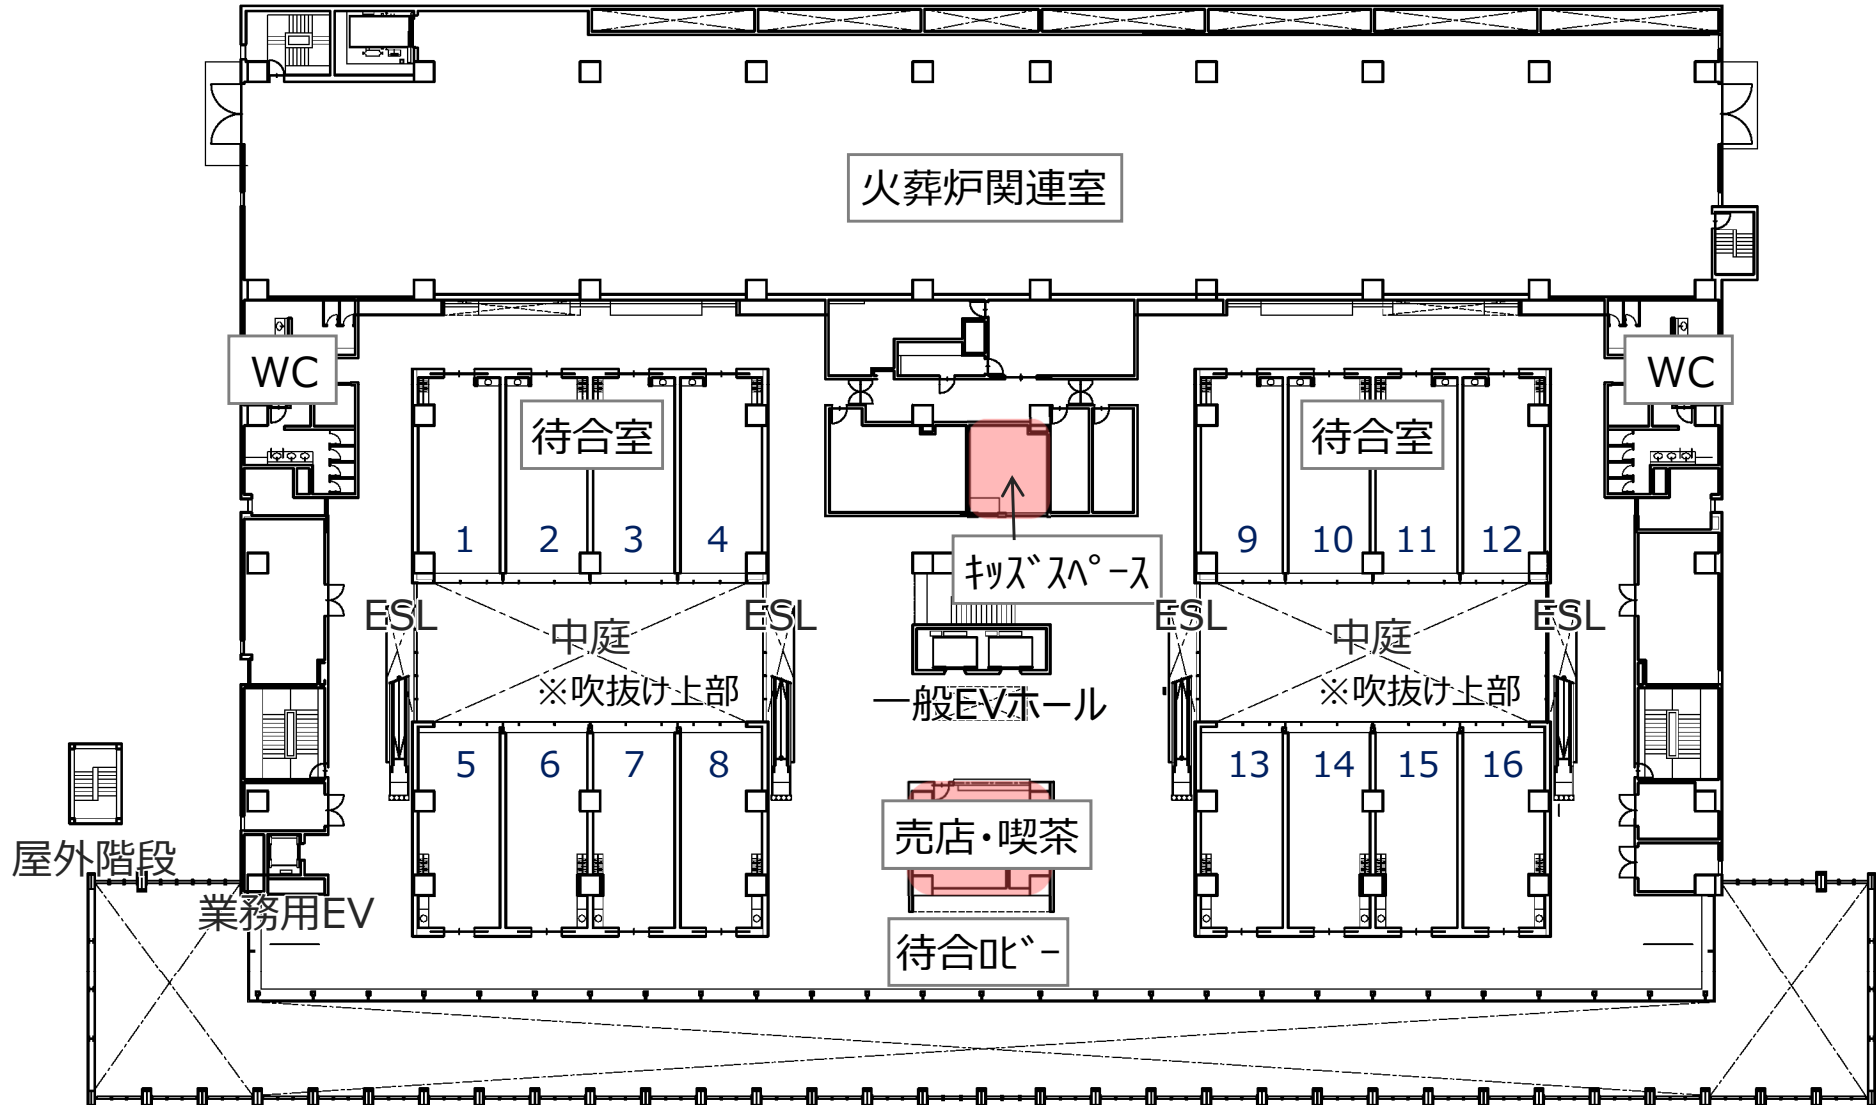 火葬炉関連室
WC
WC
待合室
待合室
1 2 3 4
9 10 11 12
ｷｯｽﾞｽﾍﾟｰｽ
ESL
ESL
ESL
ESL
中庭
中庭
※吹抜け上部
※吹抜け上部
一般EVホール
5 6 7 8
13 14 15 16
売店・喫茶
屋外階段
業務用EV
待合ﾛﾋﾞｰ